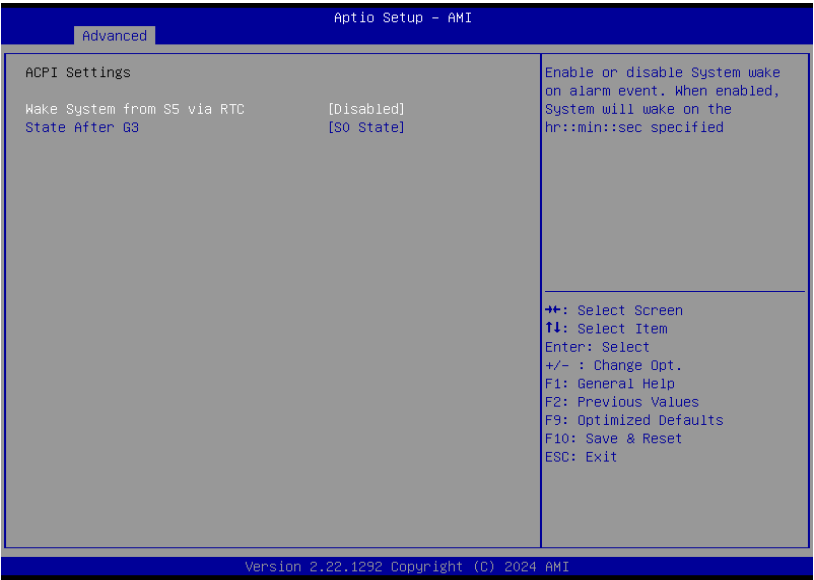 Aptio Setup – AMI
Advanced
ACPI Settings
Wake System from S5 via RTC [Disabled]
State After G3 [S0 State]
Enable or disable System wake
on alarm event. When enabled,
System will wake on the
hr::min::sec specified
→←: Select Screen
↑↓: Select Item
Enter: Select
+/- : Change Opt.
F1: General Help
F2: Previous Values
F9: Optimized Defaults
F10: Save & Reset
ESC: Exit
Version 2.22.1292 Copyright (C) 2024 AMI